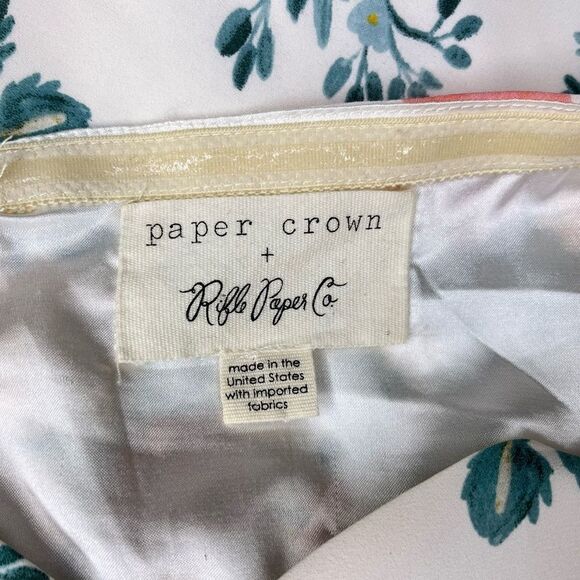 paper crown
+
Rifle Paper Co.
made in the
United States
with imported
fabrics